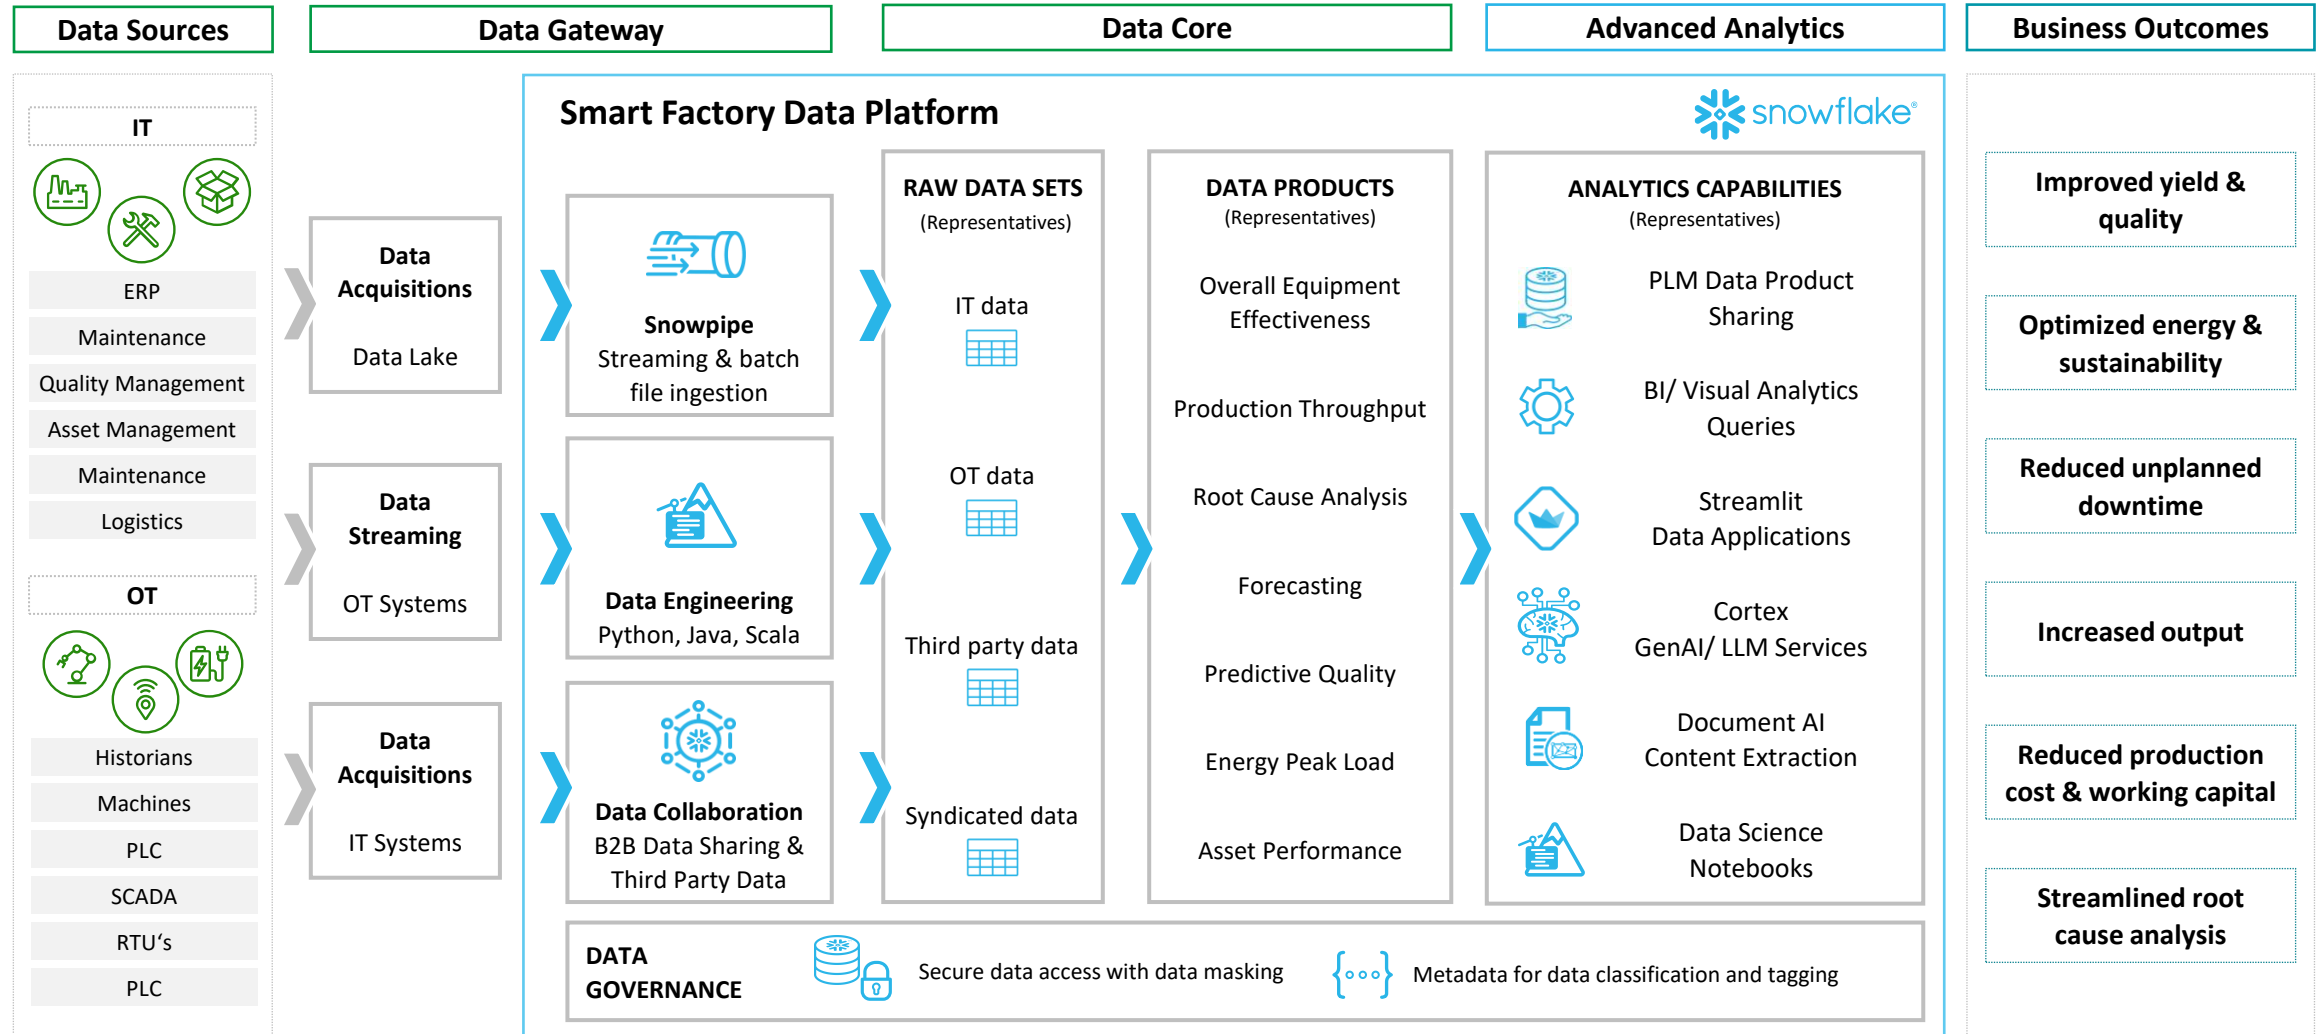 Data Sources
Data Gateway
Data Core
Advanced Analytics
Business Outcomes
IT
ERP
Maintenance
Quality Management
Asset Management
Maintenance
Logistics
OT
Historians
Machines
PLC
SCADA
RTU‘s
PLC
Data
Acquisitions
Data Lake
Data
Streaming
OT Systems
Data
Acquisitions
IT Systems
Smart Factory Data Platform
snowflake®
Snowpipe
Streaming & batch
file ingestion
Data Engineering
Python, Java, Scala
Data Collaboration
B2B Data Sharing &
Third Party Data
RAW DATA SETS
(Representatives)
IT data
OT data
Third party data
Syndicated data
DATA PRODUCTS
(Representatives)
Overall Equipment
Effectiveness
Production Throughput
Root Cause Analysis
Forecasting
Predictive Quality
Energy Peak Load
Asset Performance
ANALYTICS CAPABILITIES
(Representatives)
PLM Data Product
Sharing
BI/ Visual Analytics
Queries
Streamlit
Data Applications
Cortex
GenAI/ LLM Services
Document AI
Content Extraction
Data Science
Notebooks
DATA
GOVERNANCE
Secure data access with data masking
Metadata for data classification and tagging
Improved yield &
quality
Optimized energy &
sustainability
Reduced unplanned
downtime
Increased output
Reduced production
cost & working capital
Streamlined root
cause analysis